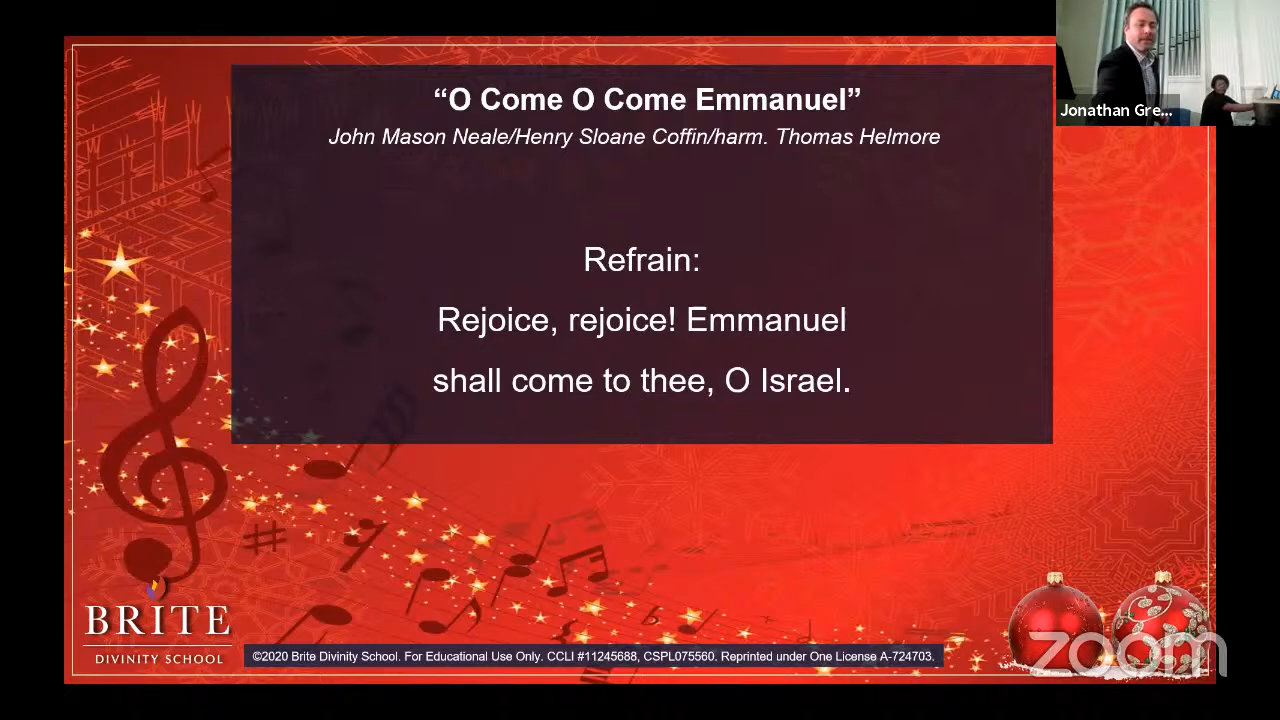 “O Come O Come Emmanuel”
John Mason Neale/Henry Sloane Coffin/harm. Thomas Helmore
Jonathan Gre...
Refrain:
Rejoice, rejoice! Emmanuel
shall come to thee, O Israel.
BRITE
DIVINITY SCHOOL
©2020 Brite Divinity School. For Educational Use Only. CCLI #11245688, CSPL075560. Reprinted under One License A-724703.
zoom